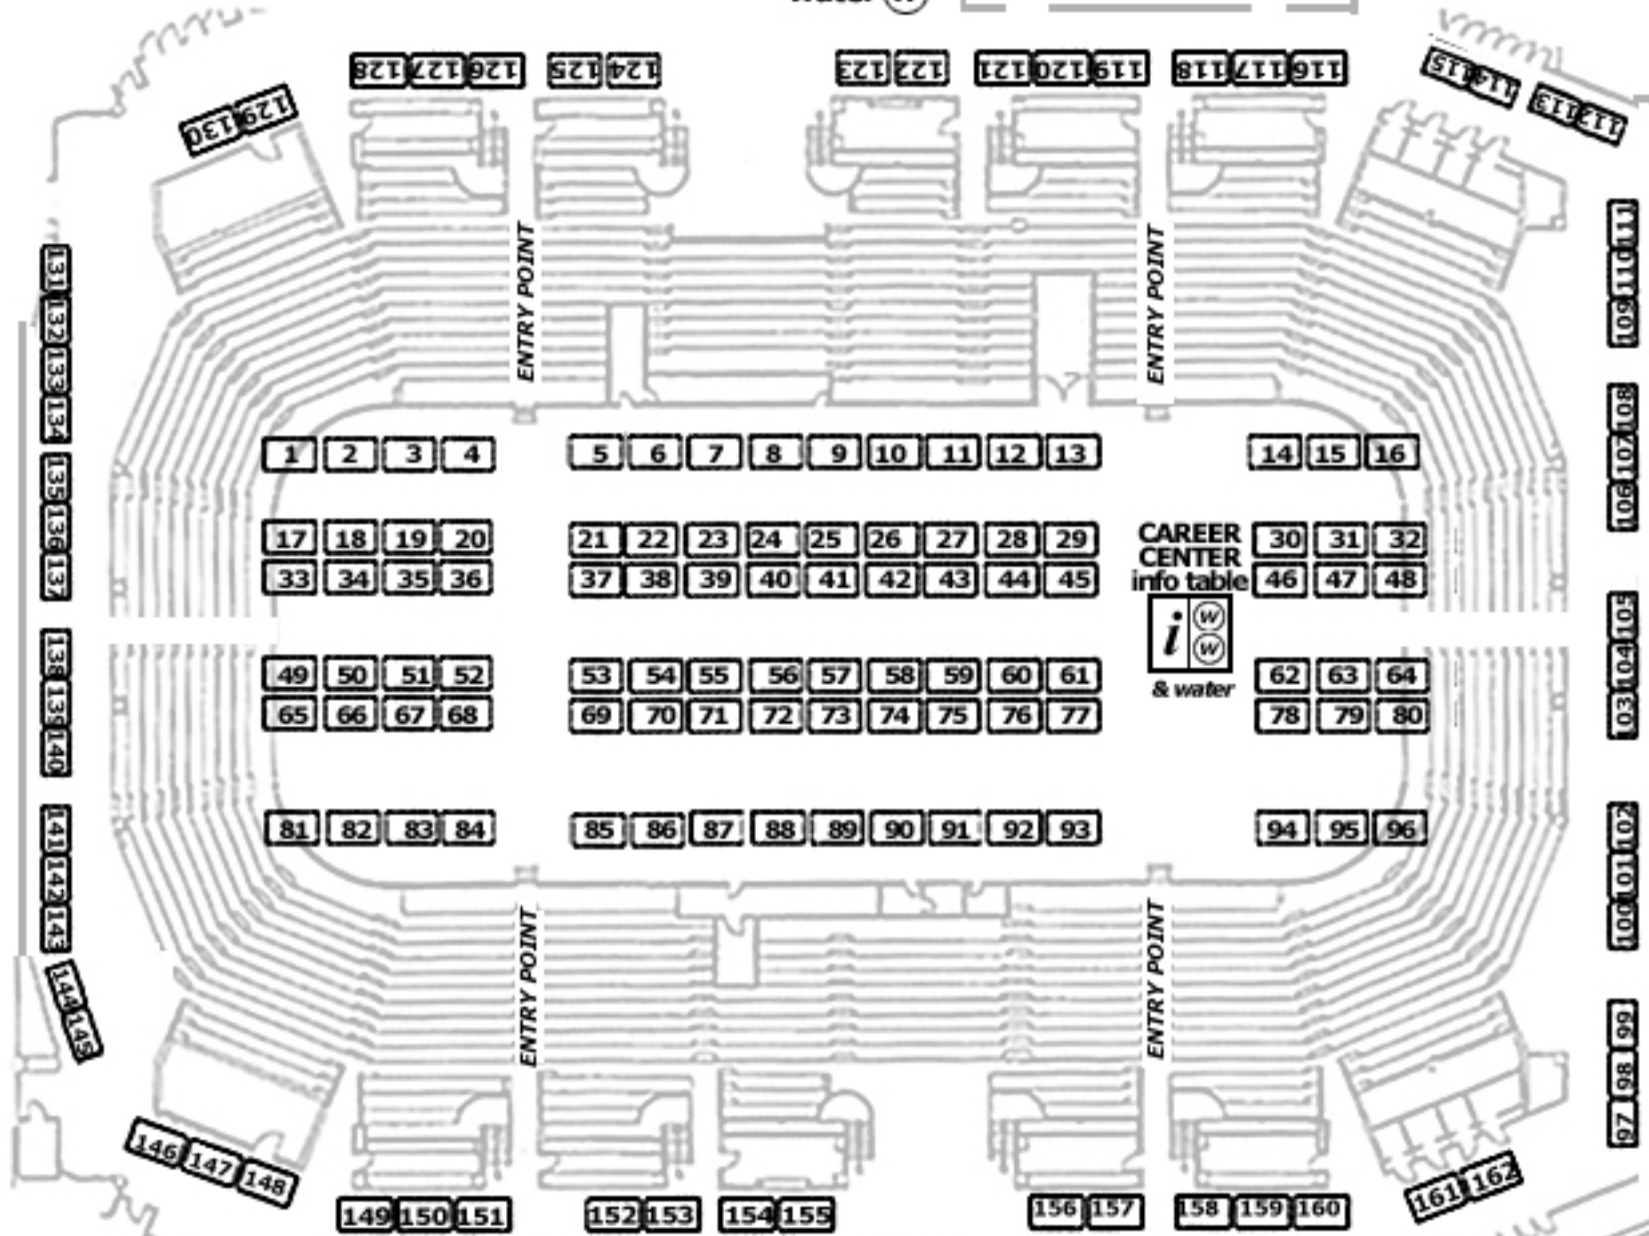 water W
128 127 126 125 124 123 122 121 120 119 118 117 116
115 114 113 112
130 129
111
110
109
131
132
133
134
ENTRY POINT
ENTRY POINT
108
107
106
1 2 3 4 5 6 7 8 9 10 11 12 13 14 15 16
135
136
137
17 18 19 20 21 22 23 24 25 26 27 28 29 30 31 32
33 34 35 36 37 38 39 40 41 42 43 44 45 46 47 48
CAREER
CENTER
info table
i W
W
& water
105
104
103
138
139
140
49 50 51 52 53 54 55 56 57 58 59 60 61 62 63 64
65 66 67 68 69 70 71 72 73 74 75 76 77 78 79 80
141
142
143
102
101
100
81 82 83 84 85 86 87 88 89 90 91 92 93 94 95 96
ENTRY POINT
ENTRY POINT
144
145
99
98
97
146 147 148
149 150 151 152 153 154 155 156 157 158 159 160
161 162